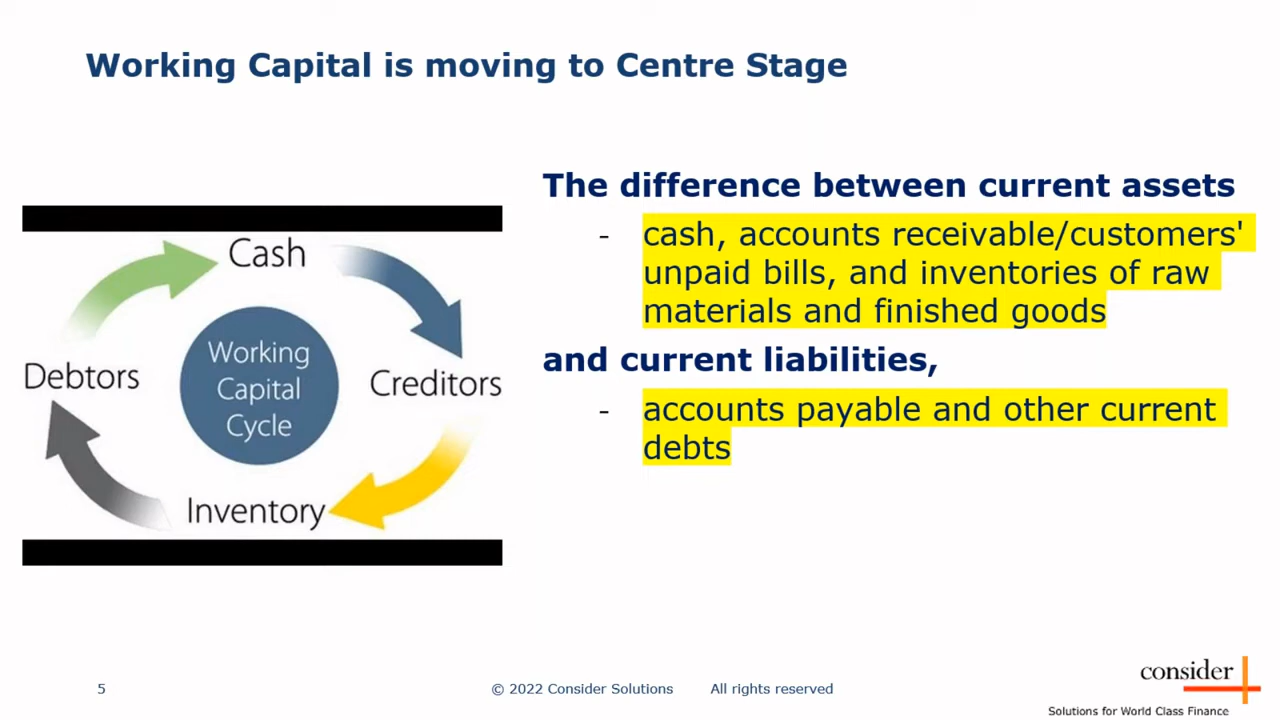 Working Capital is moving to Centre Stage
Cash
Debtors
Working
Capital
Cycle
Creditors
Inventory
The difference between current assets
- cash, accounts receivable/customers'
unpaid bills, and inventories of raw
materials and finished goods
and current liabilities,
- accounts payable and other current
debts
5
© 2022 Consider Solutions All rights reserved
consider
Solutions for World Class Finance